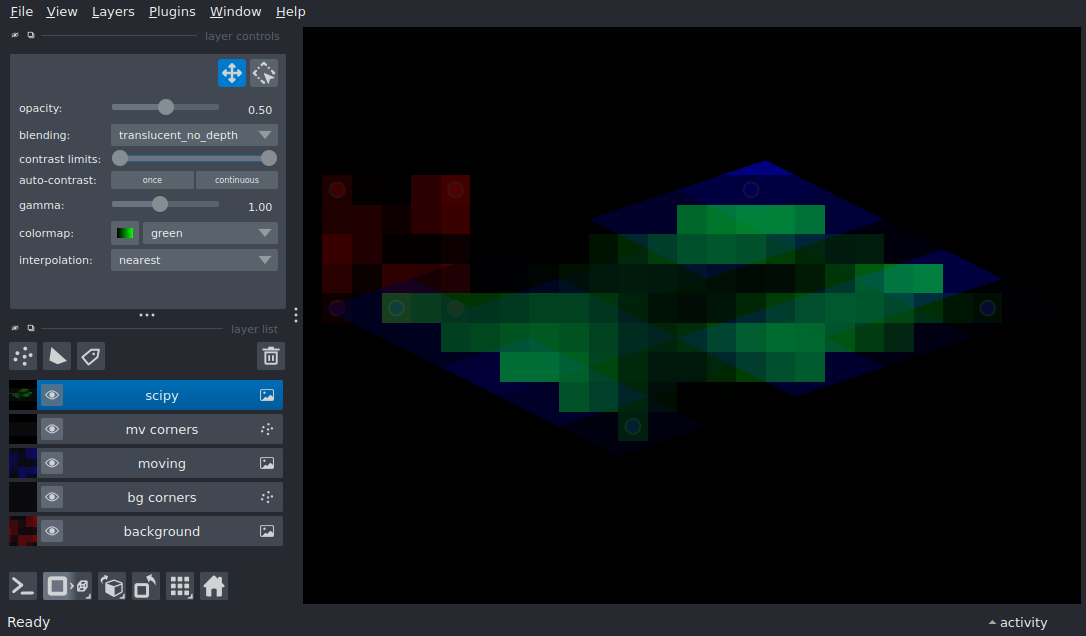 File View Layers Plugins Window Help
layer controls
opacity: 0.50
blending: translucent_no_depth
contrast limits:
auto-contrast: once continuous
gamma: 1.00
colormap: green
interpolation: nearest
layer list
scipy
mv corners
moving
bg corners
background
Ready
activity